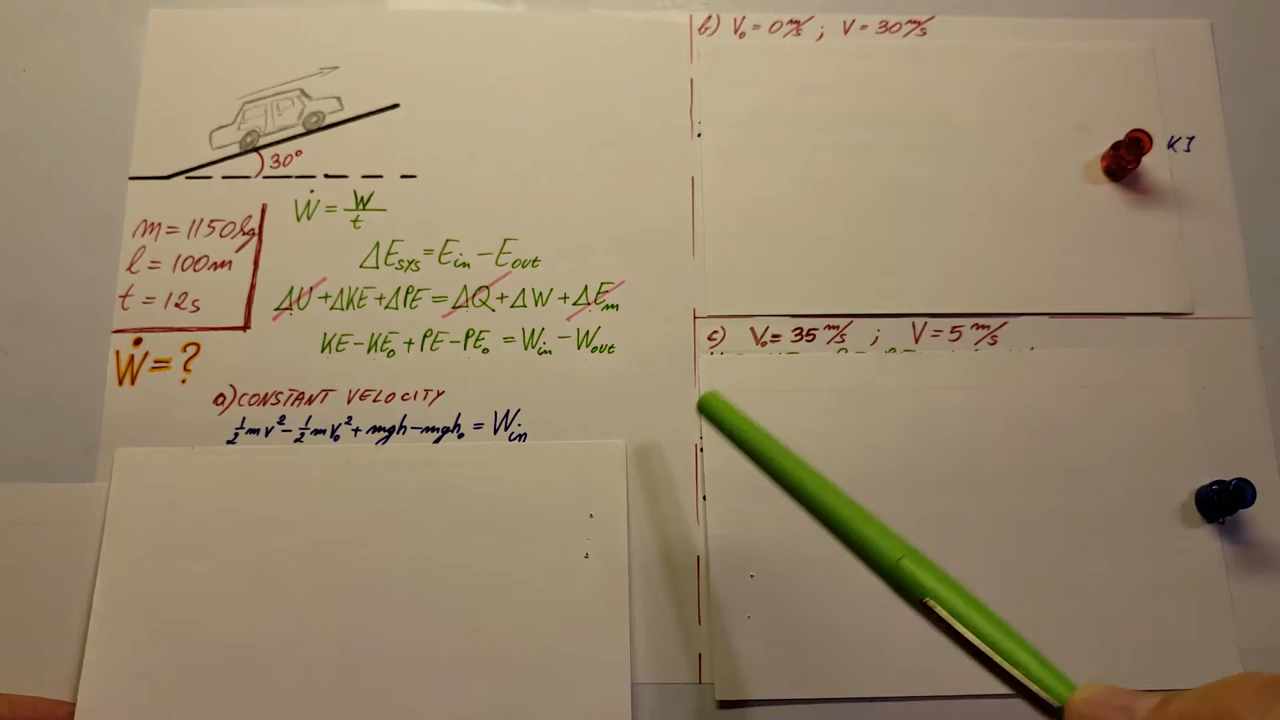 30°
m = 1150kg
l = 100m
t = 12s
Ẇ = ?
Ẇ = W/t
ΔEsys = Ein - Eout
ΔU + ΔKE + ΔPE = ΔQ + ΔW + ΔEm
KE - KE₀ + PE - PE₀ = Win - Wout
a) CONSTANT VELOCITY
½mv² - ½mv₀² + mgh - mgh₀ = Win
b) V₀ = 0 m/s ; V = 30 m/s
KJ
c) V₀ = 35 m/s ; V = 5 m/s